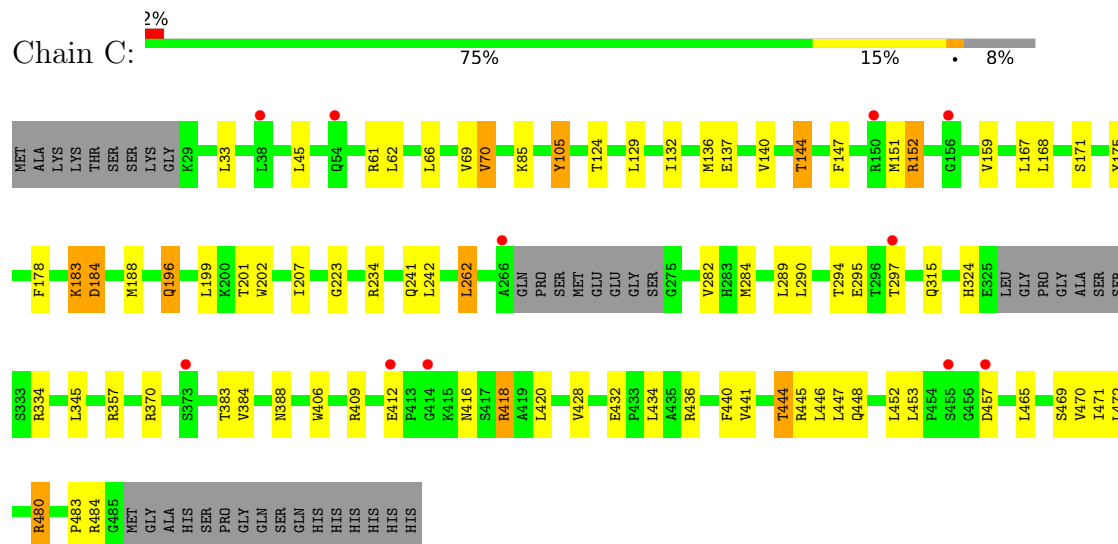 2%
Chain C:
75% 15% • 8%
MET ALA LYS LYS THR SER SER LYS GLY K29 L33 L38 L45 Q54 R61 L62 L66 V69 V70 K85 Y105 T124 L129 I132 M136 E137 V140 T144 F147 R150 M151 R152 G156 V159 L167 L168 S171 Y175
F178 K183 D184 M188 Q196 L199 K200 T201 W202 I207 G223 R234 Q241 L242 L262 A266 GLN PRO SER MET GLU GLU GLY SER G275 V282 H283 M284 L289 L290 T294 E295 T296 T297 Q315 H324 E325 LEU GLY PRO GLY ALA SER SER
S333 R334 L345 R357 R370 S373 T383 V384 N388 W406 R409 E412 P413 G414 K415 N416 S417 R418 A419 L420 V428 E432 P433 L434 A435 R436 F440 V441 T444 R445 L446 L447 Q448 L452 L453 P454 S455 G456 D457 L465 S469 V470 I471
R480 P483 R484 G485 MET GLY ALA HIS SER PRO GLY GLN SER GLN HIS HIS HIS HIS HIS HIS